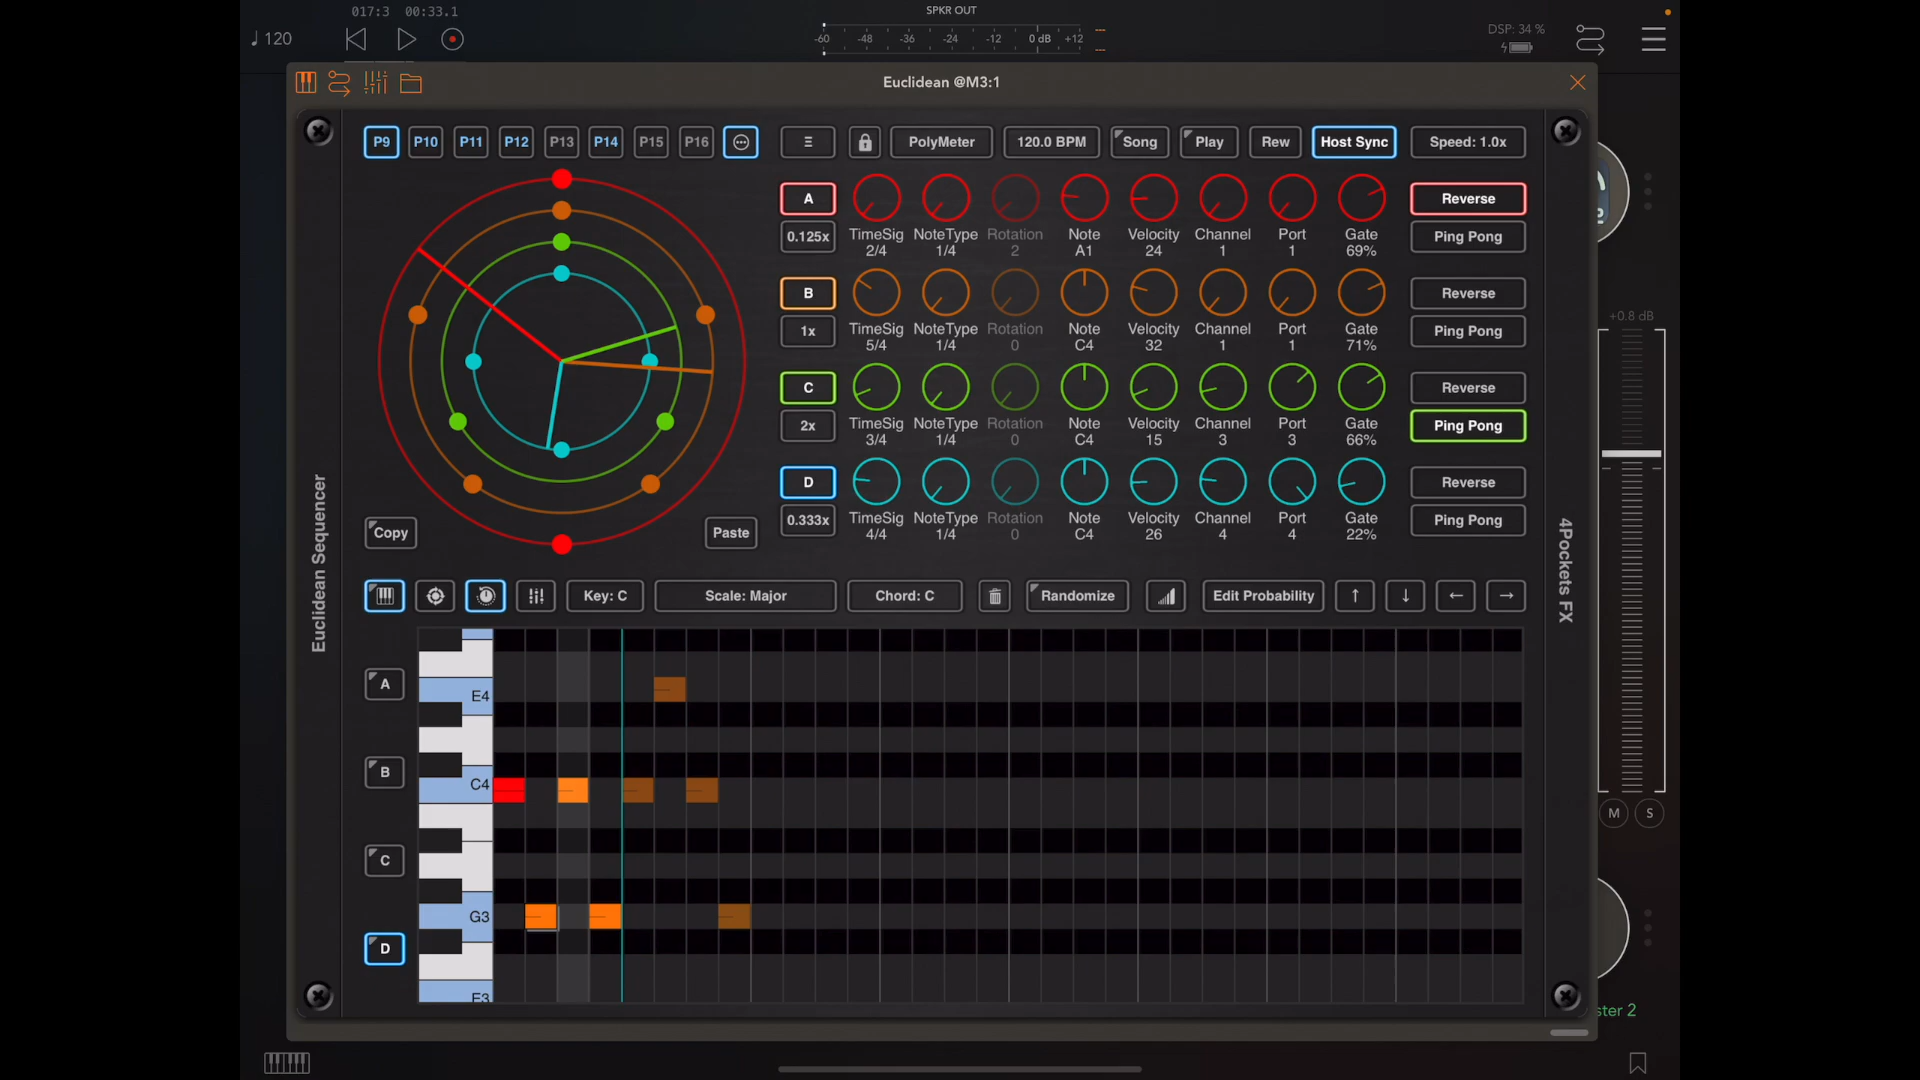 017:3 00:33.1
SPKR OUT
120
-60 -48 -36 -24 -12 0 dB +12
DSP: 34 %
Euclidean @M3:1
P9 P10 P11 P12 P13 P14 P15 P16
PolyMeter 120.0 BPM Song Play Rew Host Sync Speed: 1.0x
A
0.125x
TimeSig NoteType Rotation Note Velocity Channel Port Gate
2/4 1/4 2 A1 24 1 1 69%
Reverse
Ping Pong
B
1x
TimeSig NoteType Rotation Note Velocity Channel Port Gate
5/4 1/4 0 C4 32 1 1 71%
Reverse
Ping Pong
C
2x
TimeSig NoteType Rotation Note Velocity Channel Port Gate
3/4 1/4 0 C4 15 3 3 66%
Reverse
Ping Pong
D
0.333x
TimeSig NoteType Rotation Note Velocity Channel Port Gate
4/4 1/4 0 C4 26 4 4 22%
Reverse
Ping Pong
+0.8 dB
Copy
Paste
Euclidean Sequencer
4Pockets FX
Key: C Scale: Major Chord: C Randomize Edit Probability ↑ ↓ ← →
A
E4
B
C4
C
G3
D
E3
M S
ster 2